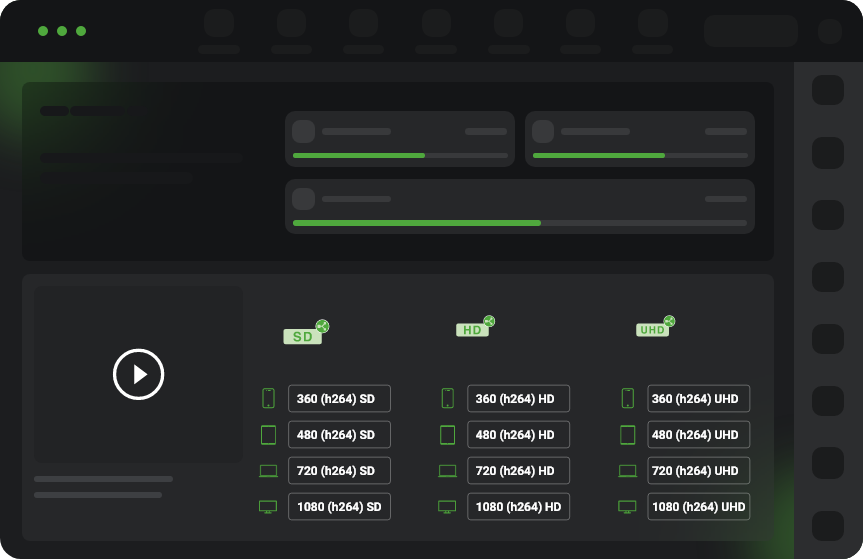 SD HD UHD
360 (h264) SD 360 (h264) HD 360 (h264) UHD
480 (h264) SD 480 (h264) HD 480 (h264) UHD
720 (h264) SD 720 (h264) HD 720 (h264) UHD
1080 (h264) SD 1080 (h264) HD 1080 (h264) UHD